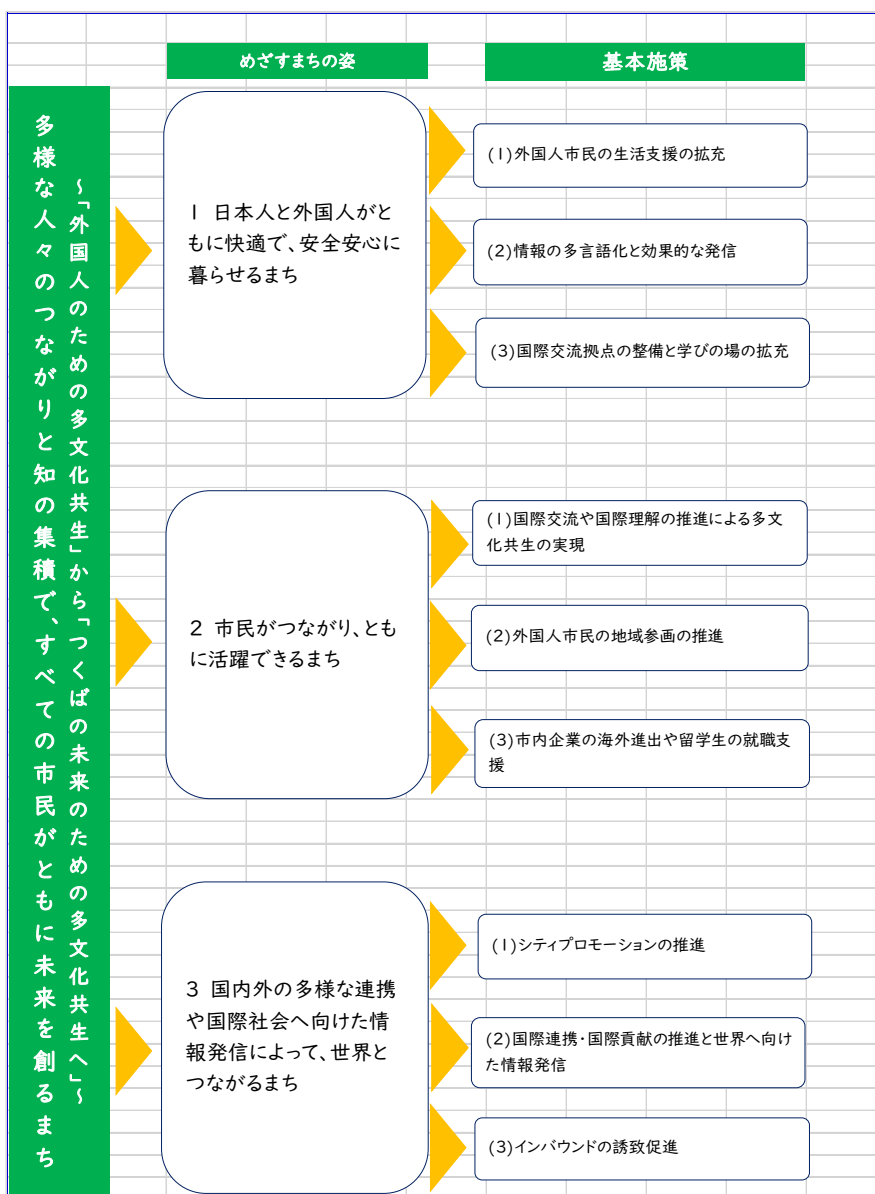 めざすまちの姿
基本施策
多様な人々のつながりと知の集積で、すべての市民がともに未来を創るまち
～「外国人のための多文化共生」から「つくばの未来のための多文化共生へ」～
1 日本人と外国人がと
もに快適で、安全安心に
暮らせるまち
(1)外国人市民の生活支援の拡充
(2)情報の多言語化と効果的な発信
(3)国際交流拠点の整備と学びの場の拡充
2 市民がつながり、とも
に活躍できるまち
(1)国際交流や国際理解の推進による多文
化共生の実現
(2)外国人市民の地域参画の推進
(3)市内企業の海外進出や留学生の就職支
援
3 国内外の多様な連携
や国際社会へ向けた情
報発信によって、世界と
つながるまち
(1)シティプロモーションの推進
(2)国際連携・国際貢献の推進と世界へ向け
た情報発信
(3)インバウンドの誘致促進